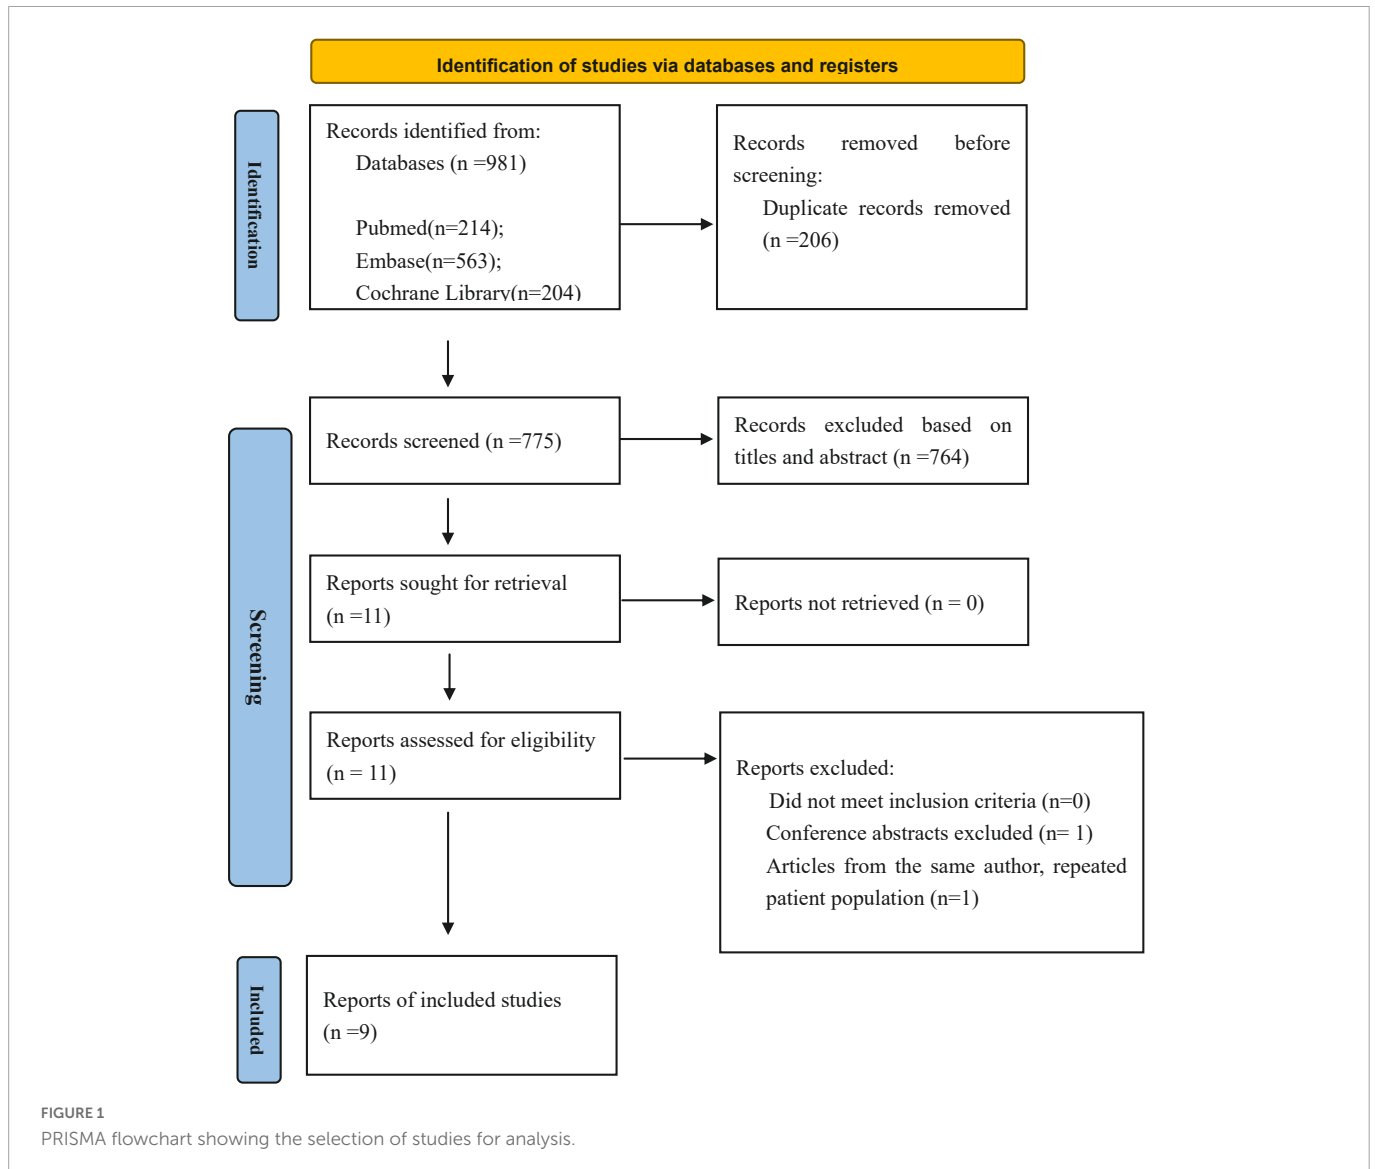 Identification of studies via databases and registers
Identification
Records identified from:
Databases (n =981)
Pubmed(n=214);
Embase(n=563);
Cochrane Library(n=204)
Records removed before
screening:
Duplicate records removed
(n =206)
Screening
Records screened (n =775)
Records excluded based on
titles and abstract (n =764)
Reports sought for retrieval
(n =11)
Reports not retrieved (n = 0)
Reports assessed for eligibility
(n = 11)
Reports excluded:
Did not meet inclusion criteria (n=0)
Conference abstracts excluded (n= 1)
Articles from the same author, repeated
patient population (n=1)
Included
Reports of included studies
(n =9)
FIGURE 1
PRISMA flowchart showing the selection of studies for analysis.